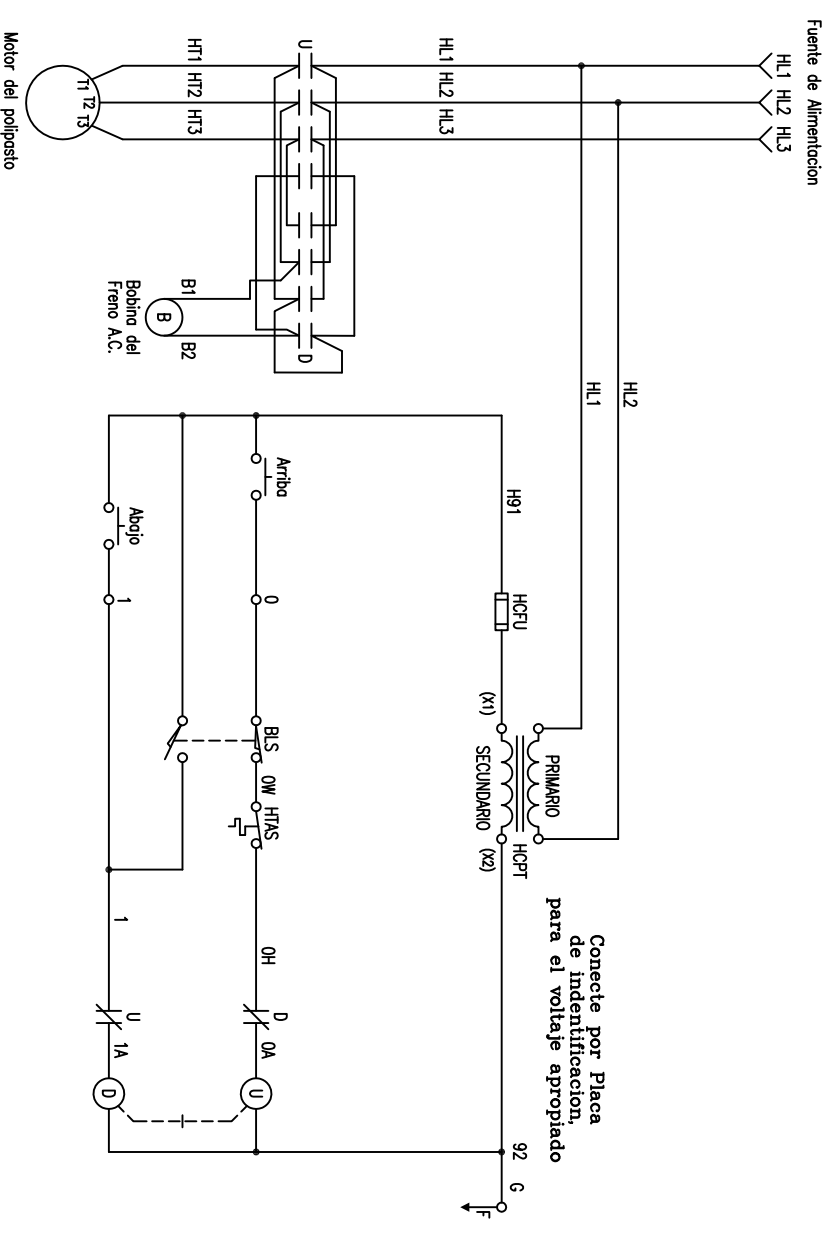 Fuente de Alimentacion
HL1
HL2
HL3
HL1
HL2
HL3
HL1
HL2
U
HT1
HT2
HT3
T1
T2
T3
Motor del polipasto
D
B1
B2
B
Bobina del
Freno A.C.
H91
HCFU
(X1)
PRIMARIO
SECUNDARIO
HCPT
(X2)
Conecte por Placa
de indentificacion,
para el voltaje apropiado
92
G
F
Arriba
0
BLS
0W
HTAS
0H
D
0A
U
Abajo
1
1
U
1A
D